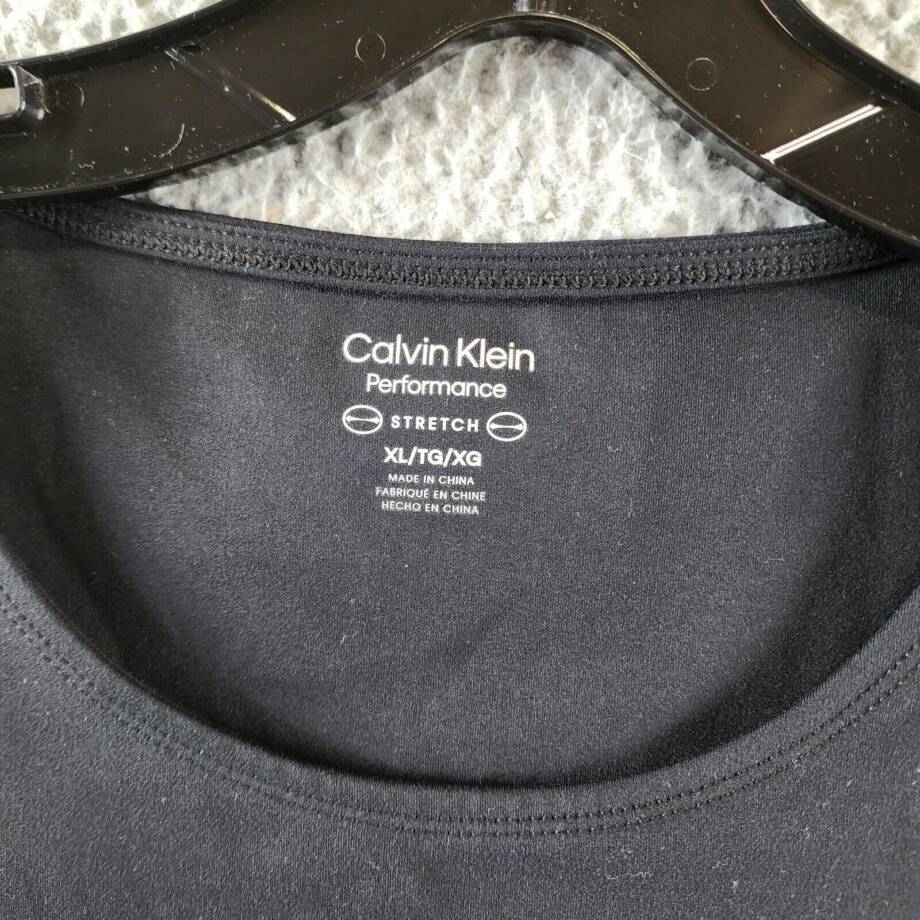 Calvin Klein
Performance
STRETCH
XL/TG/XG
MADE IN CHINA
FABRIQUÉ EN CHINE
HECHO EN CHINA